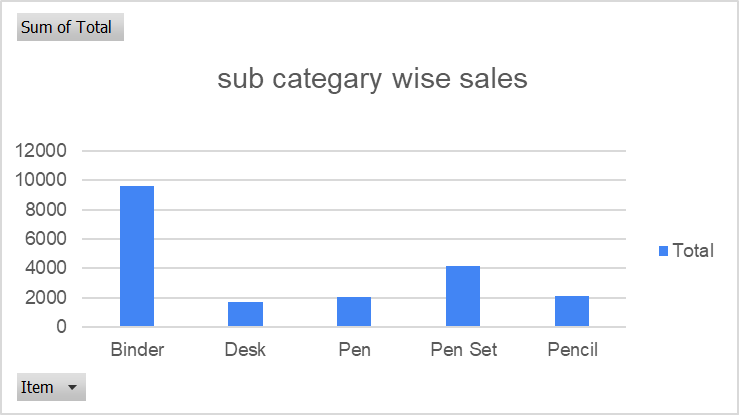 Sum of Total
sub categary wise sales
12000
10000
8000
6000
4000
2000
0
Binder Desk Pen Pen Set Pencil
Total
Item